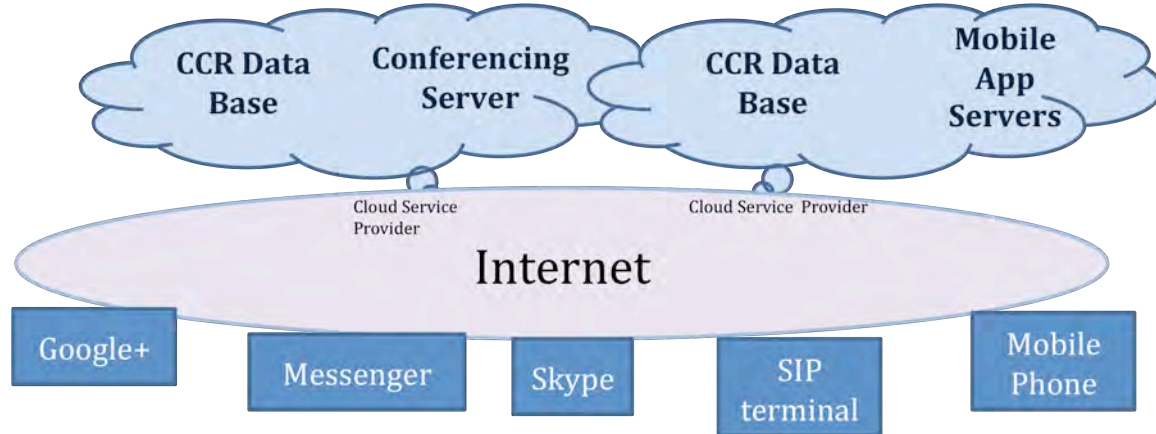 CCR Data
Base
Conferencing
Server
CCR Data
Base
Mobile
App
Servers
Cloud Service
Provider
Cloud Service Provider
Internet
Google+
Messenger
Skype
SIP
terminal
Mobile
Phone